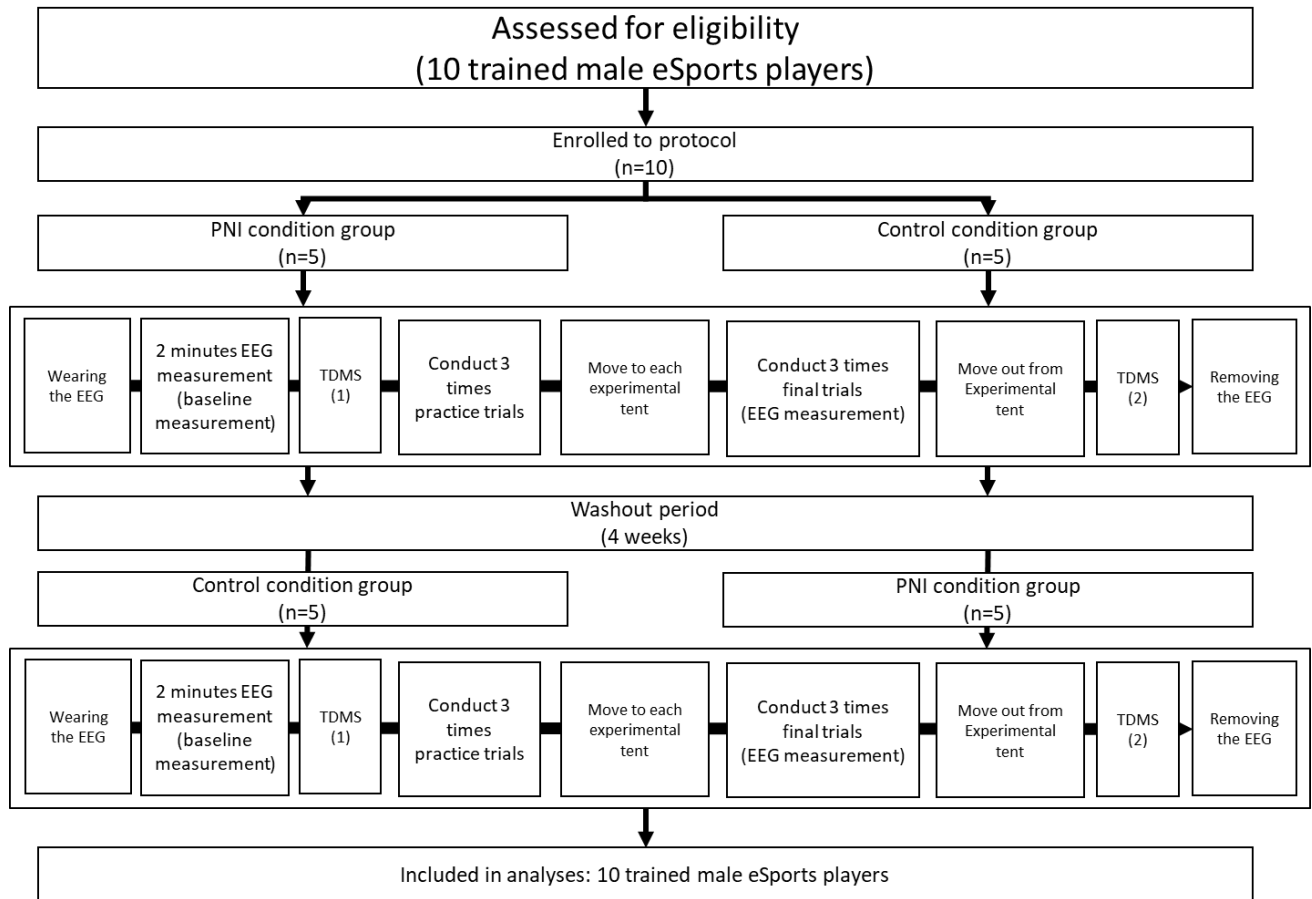 Assessed for eligibility
(10 trained male eSports players)
Enrolled to protocol
(n=10)
PNI condition group
(n=5)
Control condition group
(n=5)
Wearing
the EEG
2 minutes EEG
measurement
(baseline
measurement)
TDMS
(1)
Conduct 3
times
practice trials
Move to each
experimental
tent
Conduct 3 times
final trials
(EEG measurement)
Move out from
Experimental
tent
TDMS
(2)
Removing
the EEG
Washout period
(4 weeks)
Control condition group
(n=5)
PNI condition group
(n=5)
Wearing
the EEG
2 minutes EEG
measurement
(baseline
measurement)
TDMS
(1)
Conduct 3
times
practice trials
Move to each
experimental
tent
Conduct 3 times
final trials
(EEG measurement)
Move out from
Experimental
tent
TDMS
(2)
Removing
the EEG
Included in analyses: 10 trained male eSports players